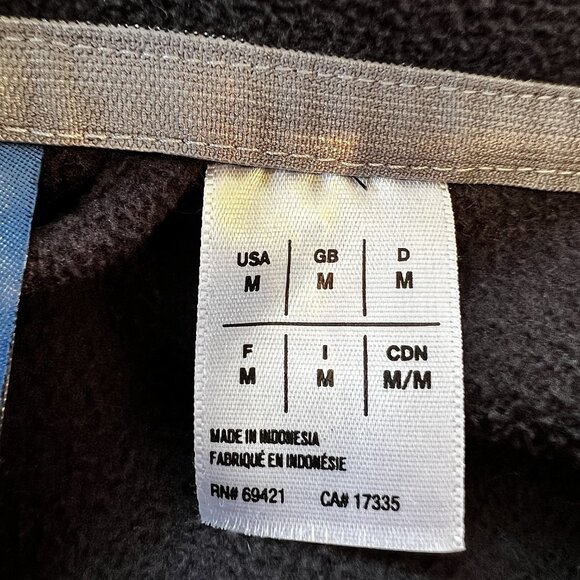 USA GB D
M M M
F I CDN
M M M/M
MADE IN INDONESIA
FABRIQUÉ EN INDONÉSIE
RN# 69421 CA# 17335